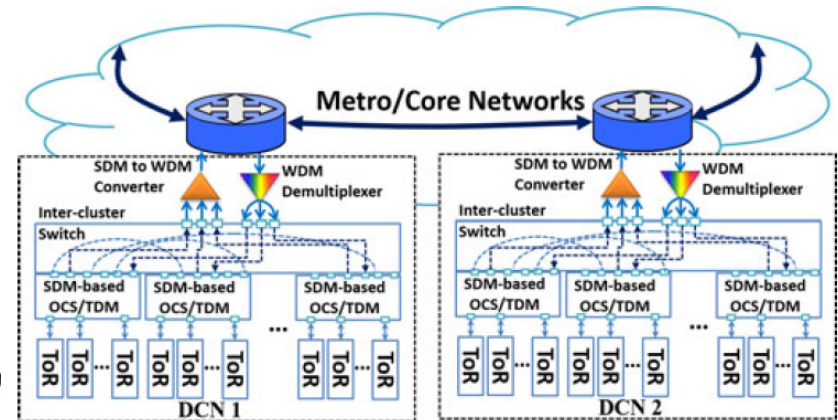 Metro/Core Networks
SDM to WDM
Converter
WDM
Demultiplexer
Inter-cluster
Switch
SDM-based
OCS/TDM
SDM-based
OCS/TDM
SDM-based
OCS/TDM
...
ToR
ToR
...
ToR
ToR
ToR
...
ToR
ToR
ToR
...
ToR
DCN 1
SDM to WDM
Converter
WDM
Demultiplexer
Inter-cluster
Switch
SDM-based
OCS/TDM
SDM-based
OCS/TDM
SDM-based
OCS/TDM
...
ToR
ToR
...
ToR
ToR
ToR
...
ToR
ToR
ToR
...
ToR
DCN 2